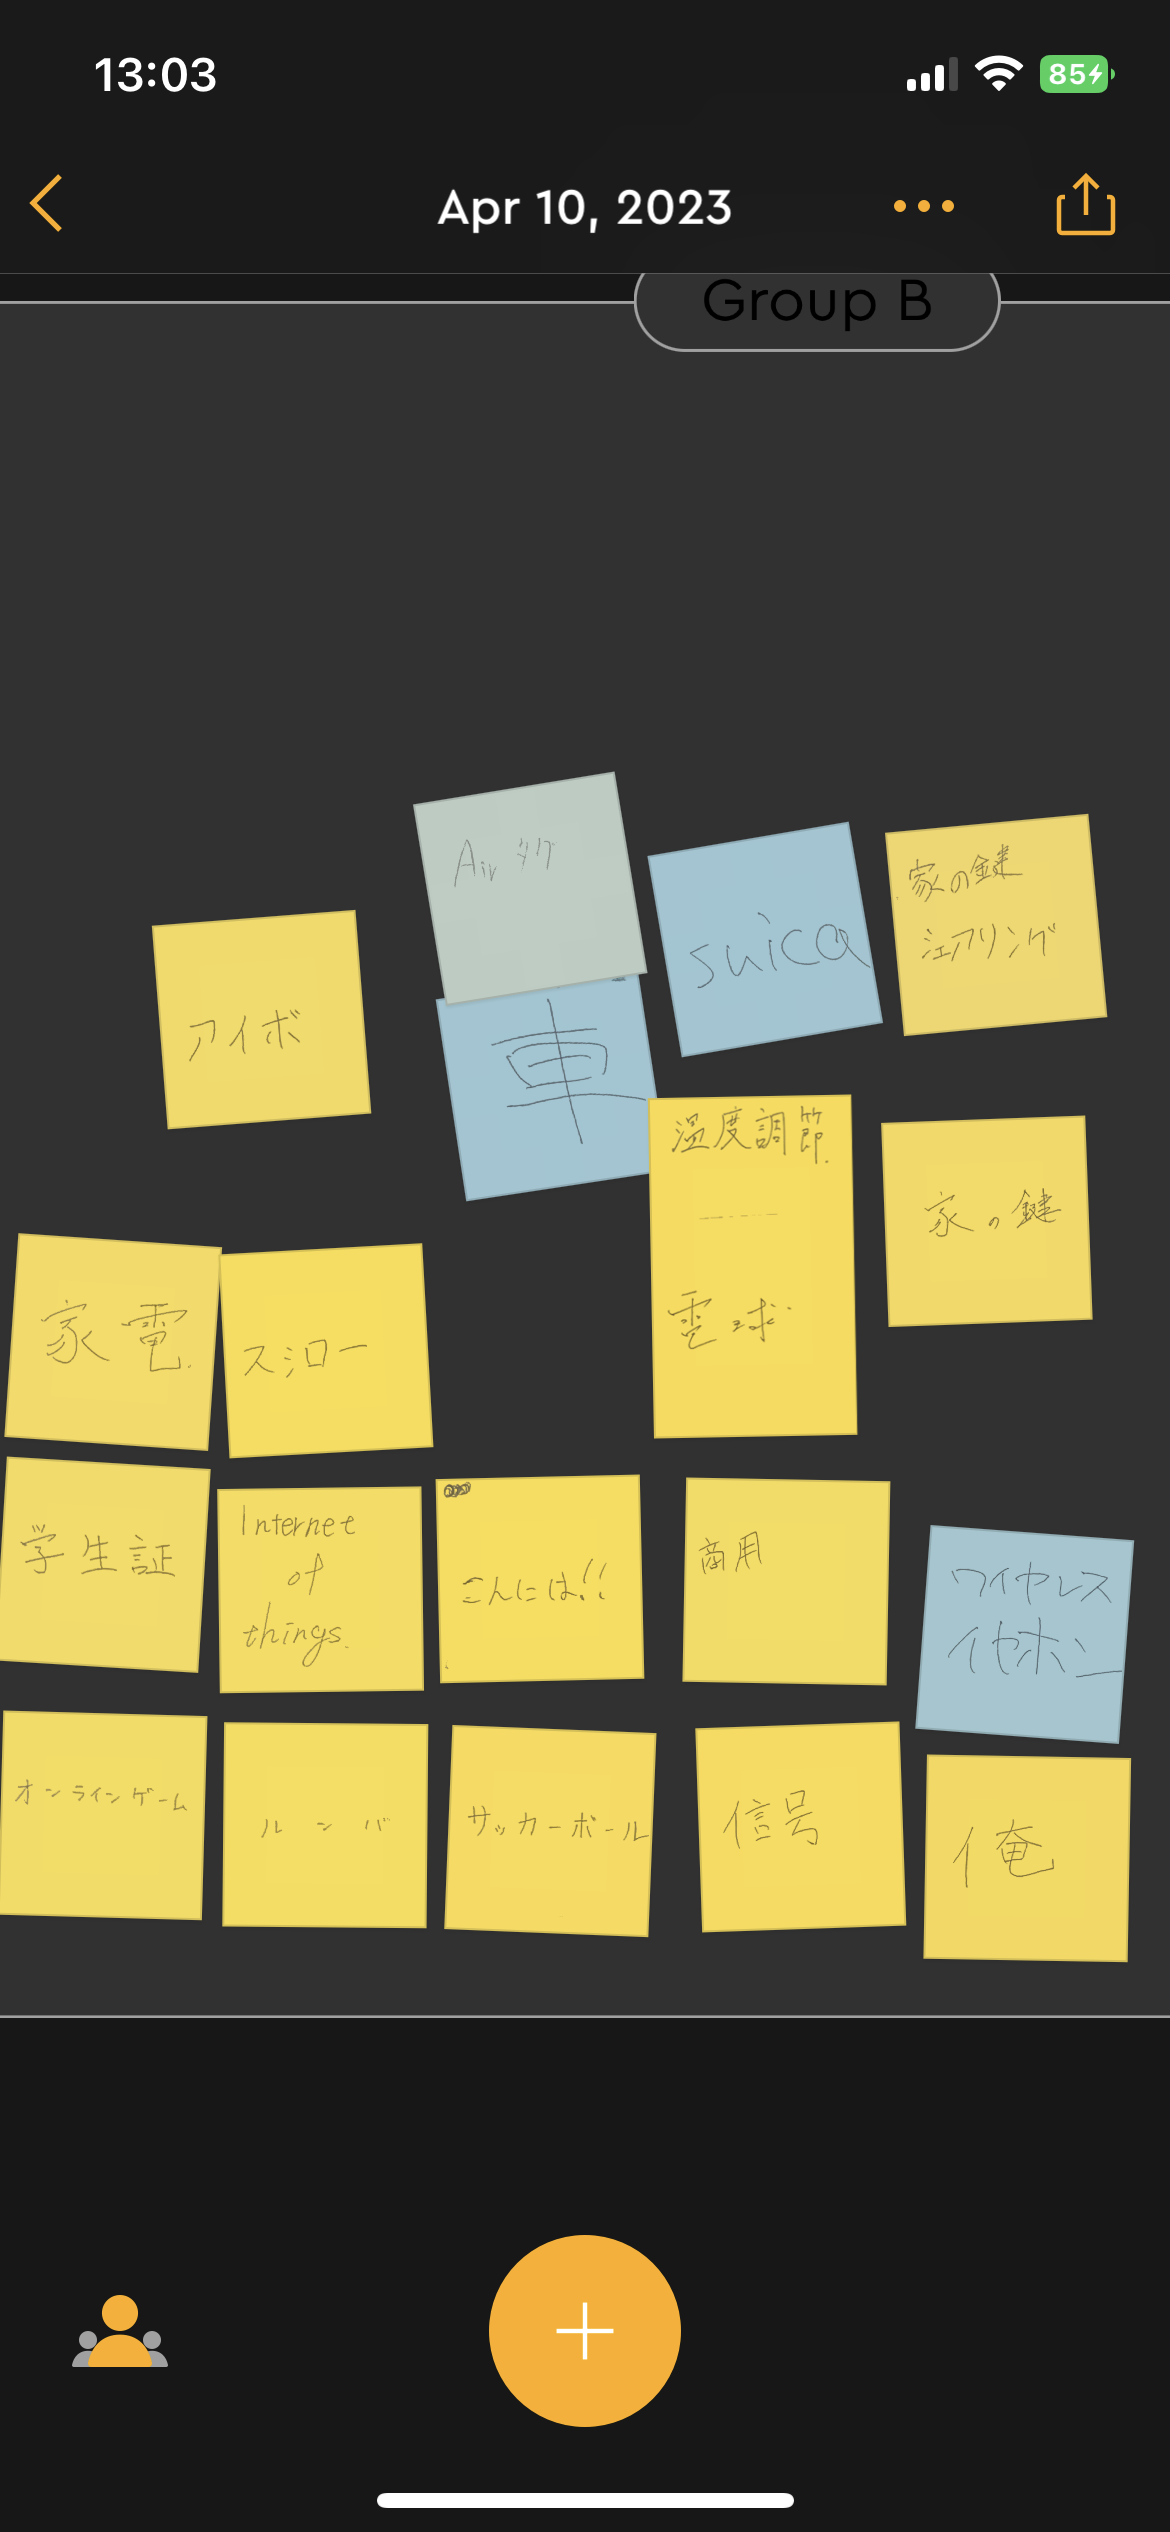 13:03
85
Apr 10, 2023
Group B
Air タグ
suica
家の鍵
シェアリング
アイボ
車
温度調節
電球
家の鍵
家電
スシロー
学生証
Internet
of
things.
こんには!!
商用
ワイヤレス
イヤホン
オンラインゲーム
ルンバ
サッカーボール
信号
俺